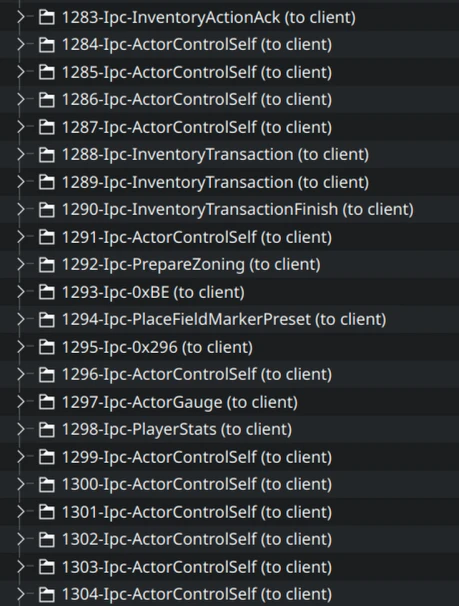 1283-Ipc-InventoryActionAck (to client)
1284-Ipc-ActorControlSelf (to client)
1285-Ipc-ActorControlSelf (to client)
1286-Ipc-ActorControlSelf (to client)
1287-Ipc-ActorControlSelf (to client)
1288-Ipc-InventoryTransaction (to client)
1289-Ipc-InventoryTransaction (to client)
1290-Ipc-InventoryTransactionFinish (to client)
1291-Ipc-ActorControlSelf (to client)
1292-Ipc-PrepareZoning (to client)
1293-Ipc-0xBE (to client)
1294-Ipc-PlaceFieldMarkerPreset (to client)
1295-Ipc-0x296 (to client)
1296-Ipc-ActorControlSelf (to client)
1297-Ipc-ActorGauge (to client)
1298-Ipc-PlayerStats (to client)
1299-Ipc-ActorControlSelf (to client)
1300-Ipc-ActorControlSelf (to client)
1301-Ipc-ActorControlSelf (to client)
1302-Ipc-ActorControlSelf (to client)
1303-Ipc-ActorControlSelf (to client)
1304-Ipc-ActorControlSelf (to client)